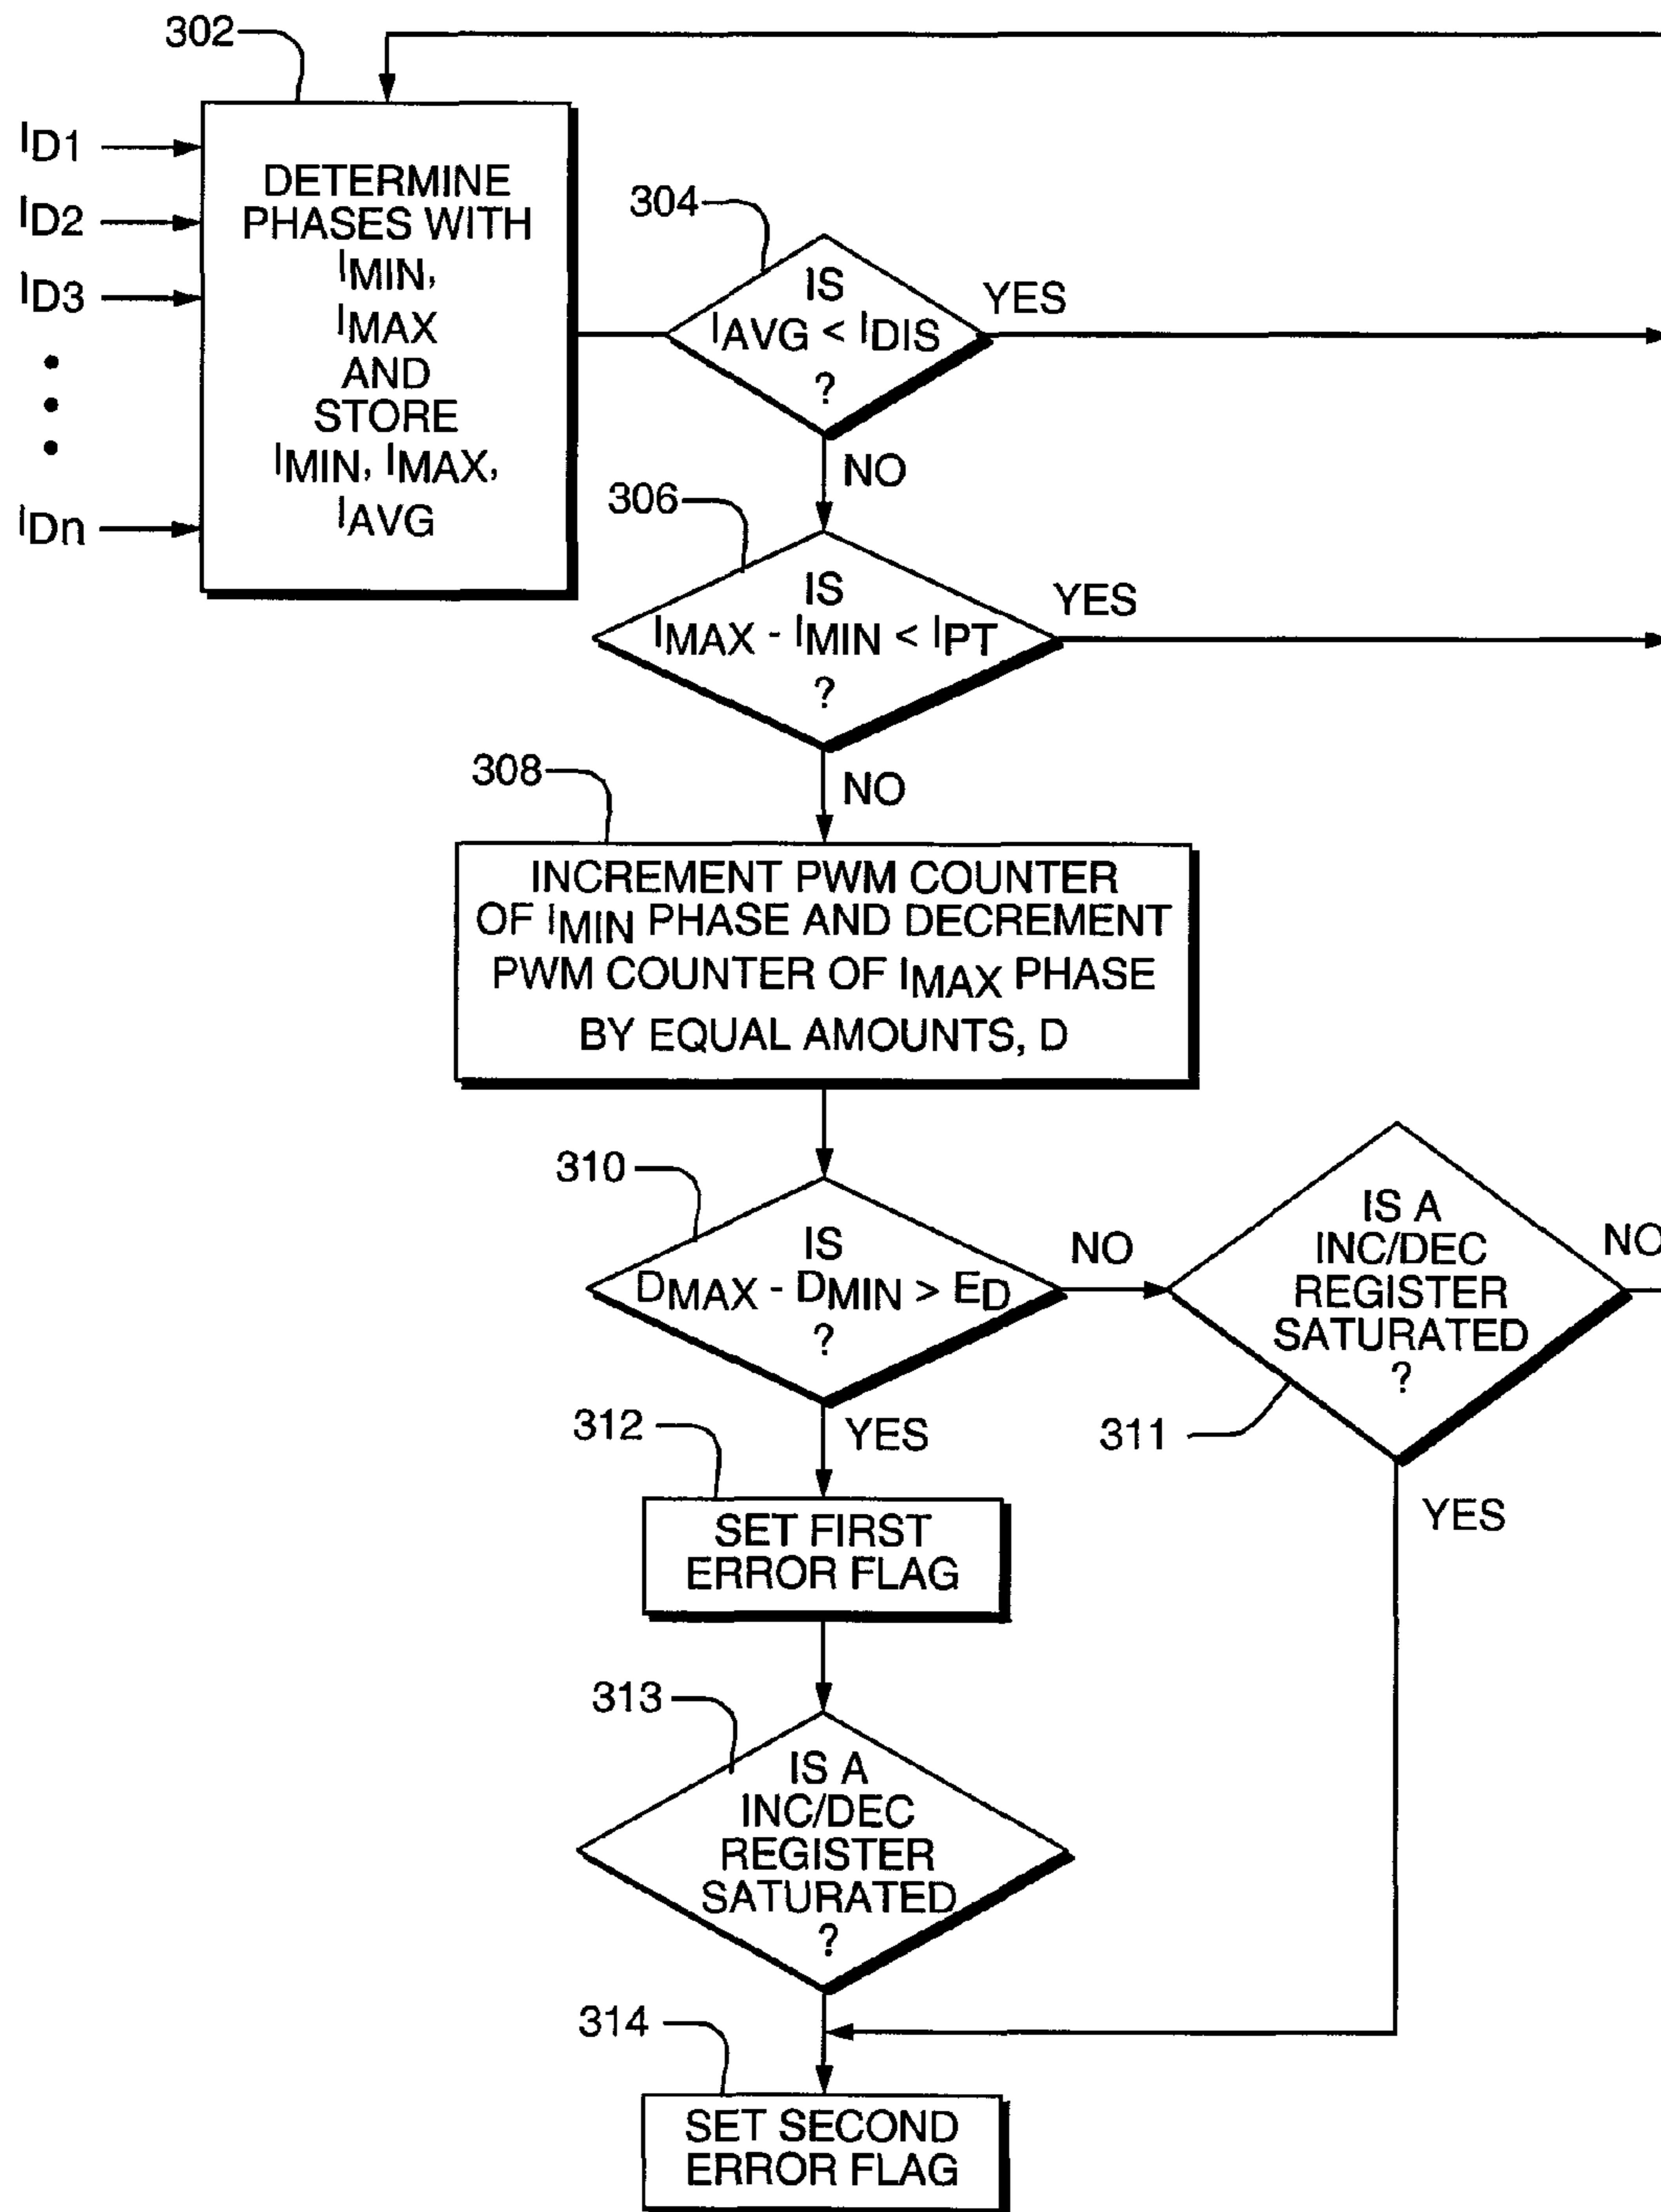 302
ID1
ID2
ID3
IDn
DETERMINE
PHASES WITH
IMIN,
IMAX
AND
STORE
IMIN, IMAX,
IAVG
304
IS
IAVG < IDIS
?
YES
NO
306
IS
IMAX - IMIN < IPT
?
YES
NO
308
INCREMENT PWM COUNTER
OF IMIN PHASE AND DECREMENT
PWM COUNTER OF IMAX PHASE
BY EQUAL AMOUNTS, D
310
IS
DMAX - DMIN > ED
?
NO
YES
IS A
INC/DEC
REGISTER
SATURATED
?
NO
311
YES
312
SET FIRST
ERROR FLAG
313
IS A
INC/DEC
REGISTER
SATURATED
?
314
SET SECOND
ERROR FLAG